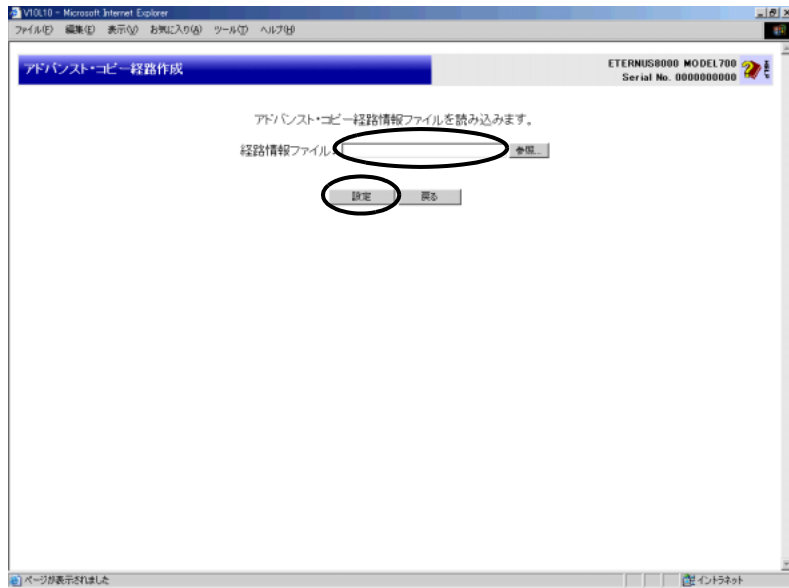 V10L10 - Microsoft Internet Explorer
ファイル(F) 編集(E) 表示(V) お気に入り(A) ツール(T) ヘルプ(H)
アドバンスト・コピー経路作成
ETERNUS8000 MODEL700
Serial No. 0000000000
HELP
アドバンスト・コピー経路情報ファイルを読み込みます。
経路情報ファイル: 参照...
設定 戻る
ページが表示されました イントラネット